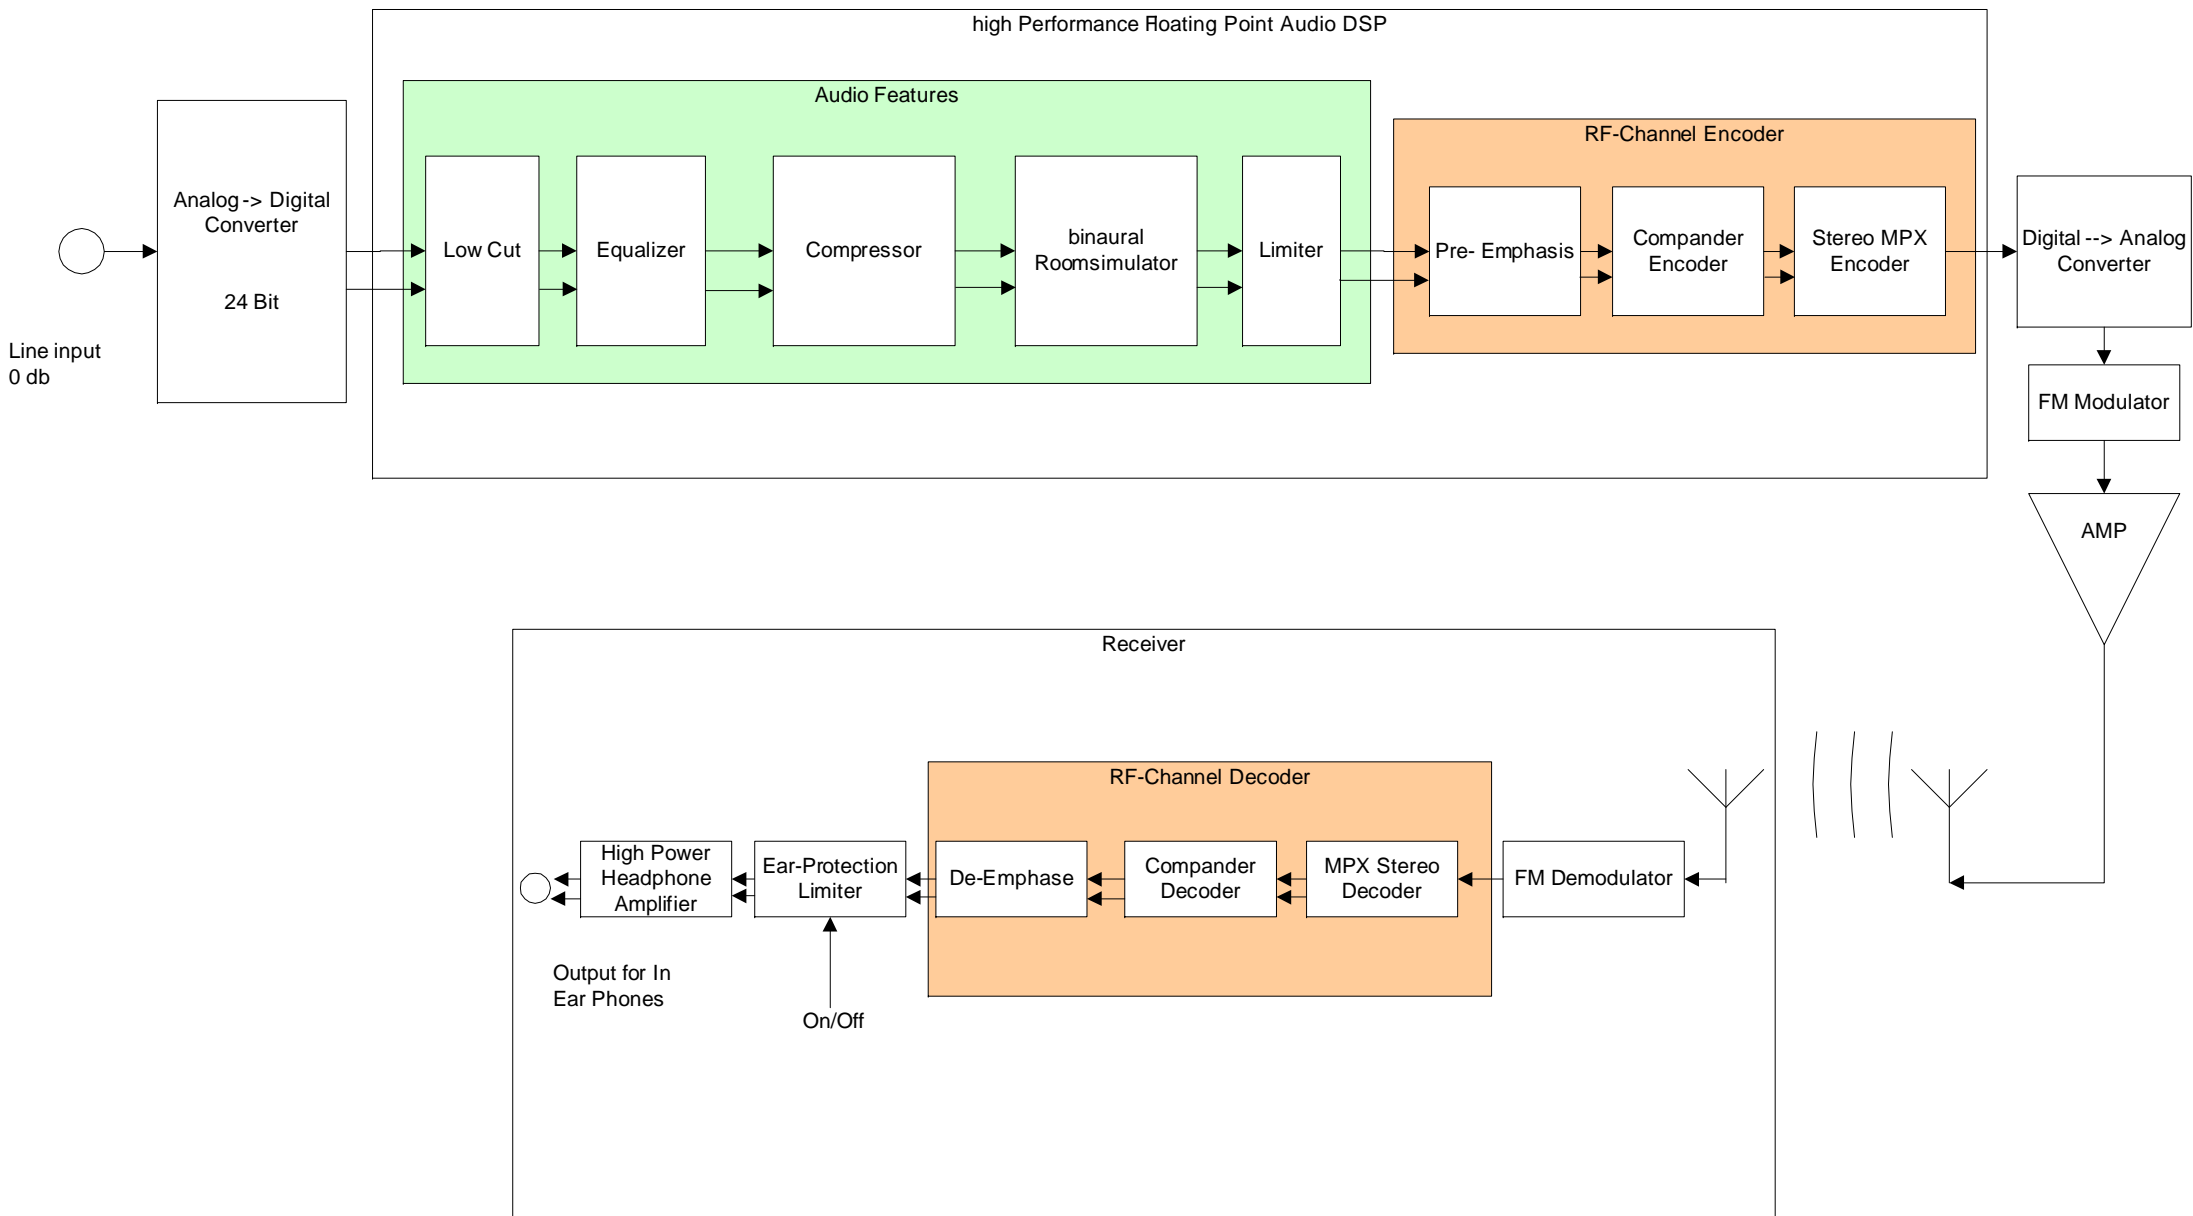 high Performance Floating Point Audio DSP
Audio Features
RF-Channel Encoder
Analog -> Digital
Converter
24 Bit
Line input
0 db
Low Cut
Equalizer
Compressor
binaural
Roomsimulator
Limiter
Pre- Emphasis
Compander
Encoder
Stereo MPX
Encoder
Digital --> Analog
Converter
FM Modulator
AMP
Receiver
RF-Channel Decoder
High Power
Headphone
Amplifier
Ear-Protection
Limiter
De-Emphase
Compander
Decoder
MPX Stereo
Decoder
FM Demodulator
Output for In
Ear Phones
On/Off